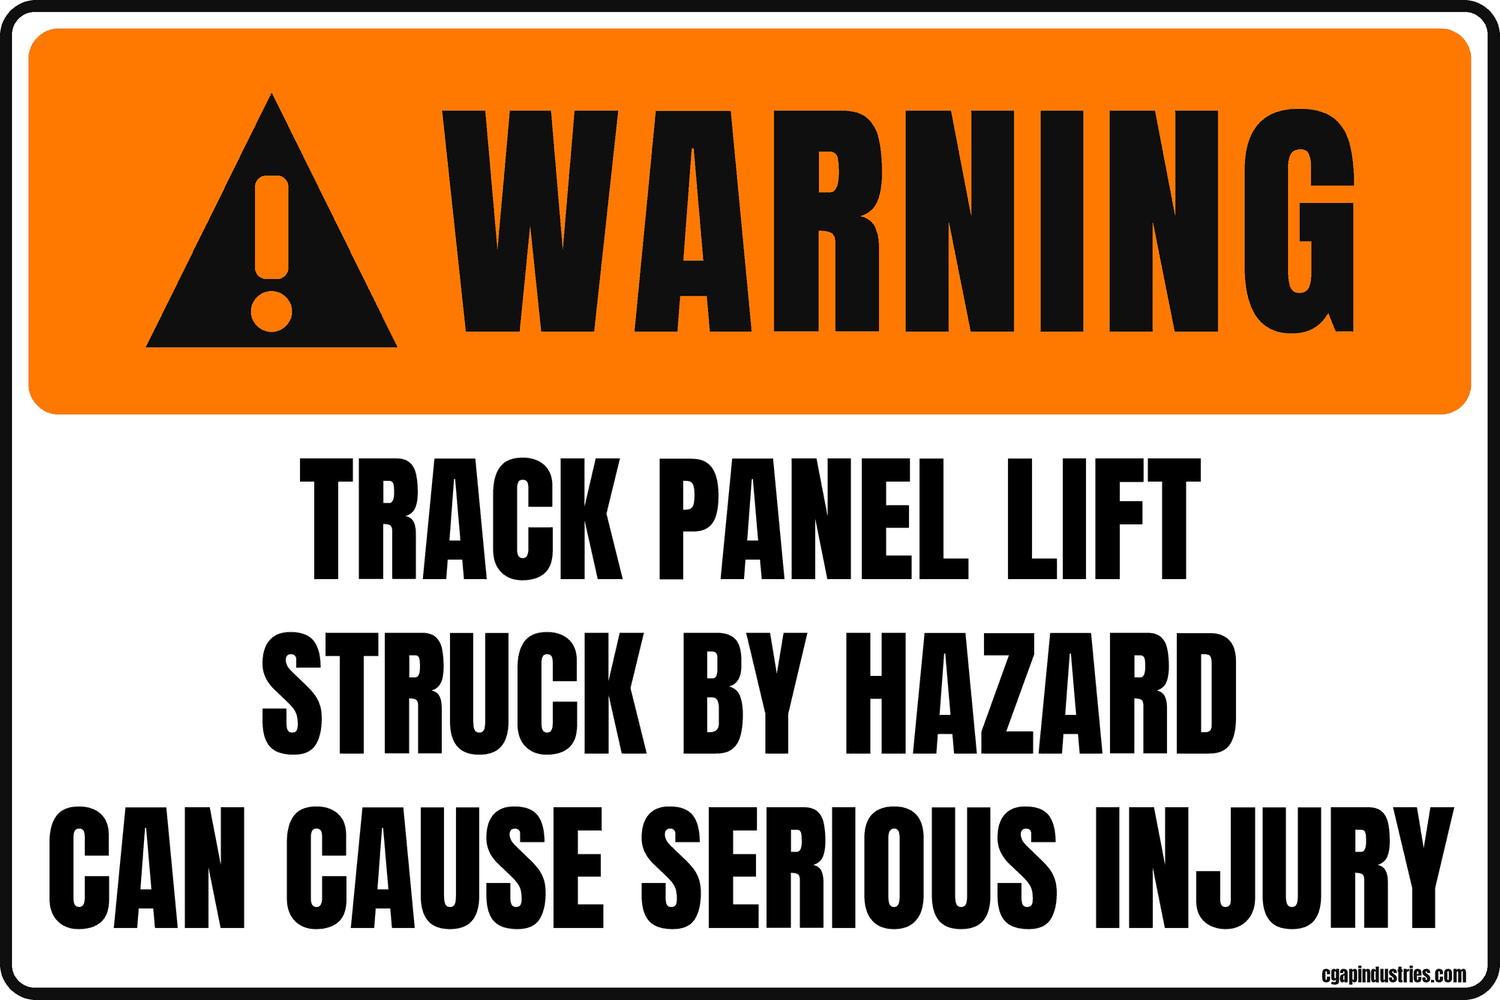 WARNING
TRACK PANEL LIFT
STRUCK BY HAZARD
CAN CAUSE SERIOUS INJURY
cgapindustries.com